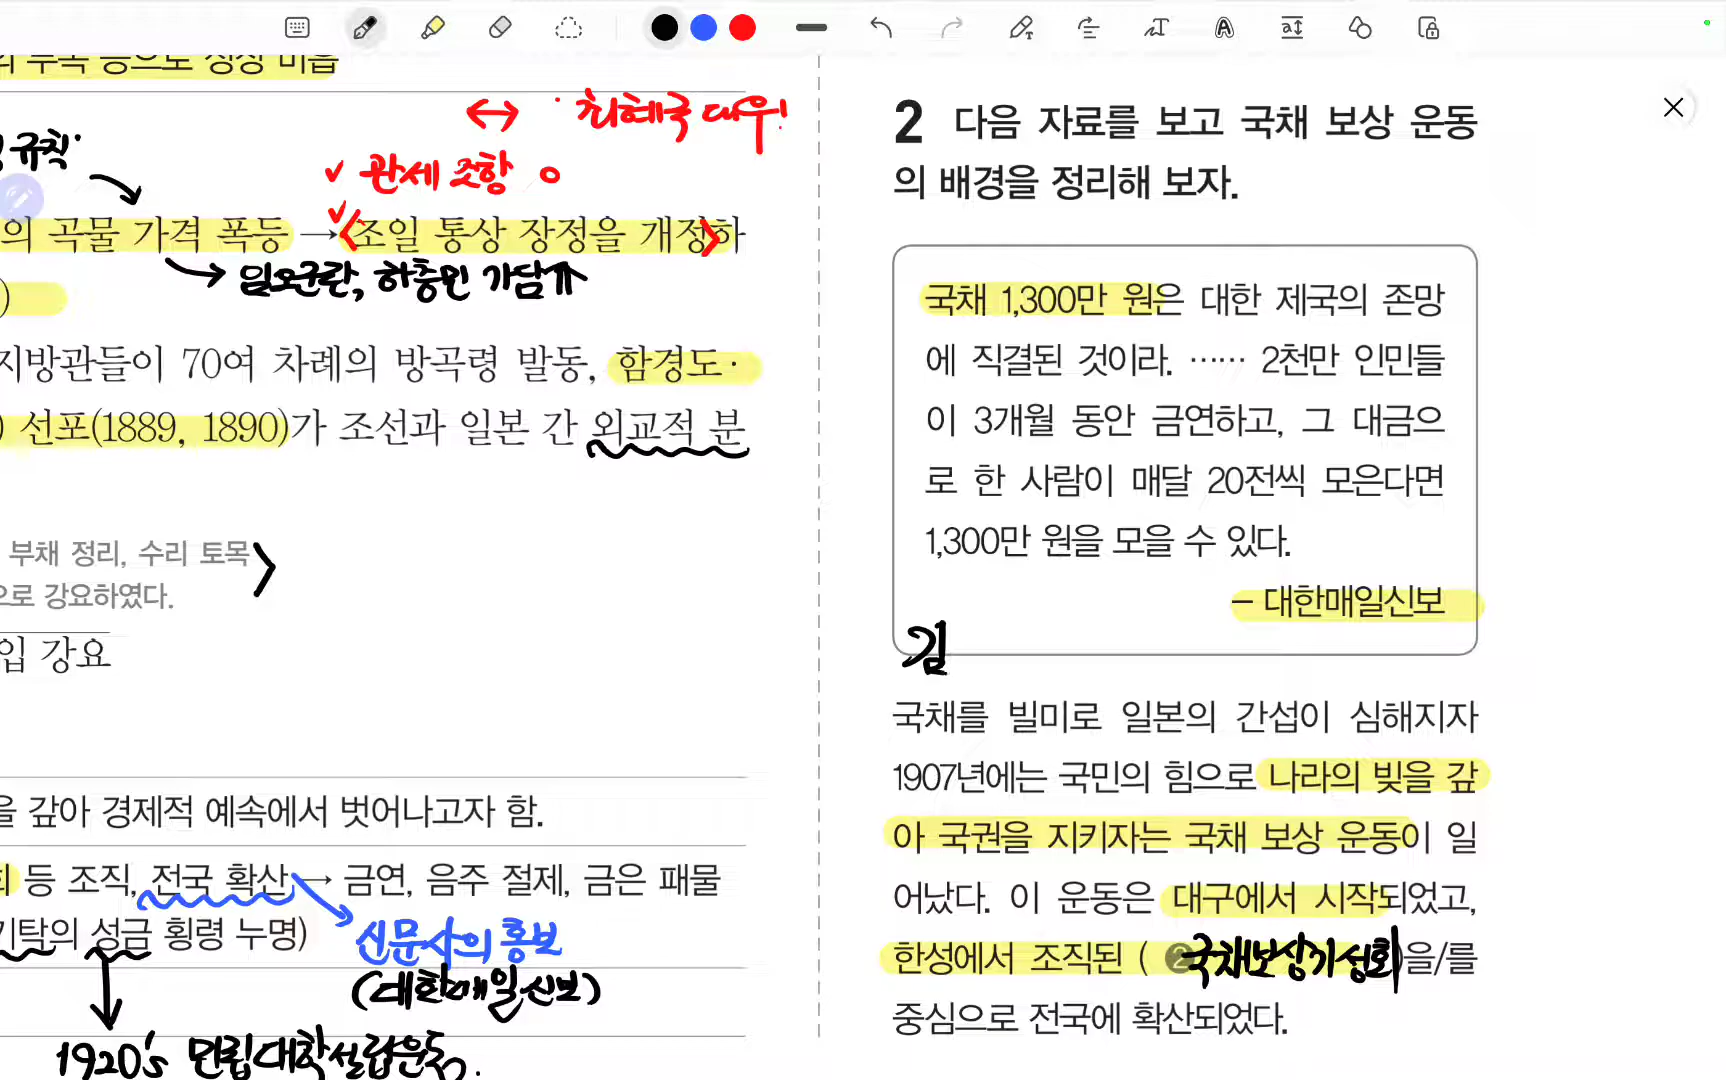 등으로 성장 미흡
↔ 최혜국 대우!
규칙
✓ 관세 조항 o
의 곡물 가격 폭등 → <조일 통상 장정을 개정>하
→ 임오군란, 하층민 가담↑
)
지방관들이 70여 차례의 방곡령 발동, 함경도·
) 선포(1889, 1890)가 조선과 일본 간 외교적 분
부채 정리, 수리 토목
으로 강요하였다.
입 강요
을 갚아 경제적 예속에서 벗어나고자 함.
회 등 조직, 전국 확산 → 금연, 음주 절제, 금은 패물
기탁의 성금 횡령 누명)
신문사의 홍보
(대한매일신보)
1920's 민립대학설립운동.
2 다음 자료를 보고 국채 보상 운동
의 배경을 정리해 보자.
국채 1,300만 원은 대한 제국의 존망
에 직결된 것이라. …… 2천만 인민들
이 3개월 동안 금연하고, 그 대금으
로 한 사람이 매달 20전씩 모은다면
1,300만 원을 모을 수 있다.
– 대한매일신보
김
국채를 빌미로 일본의 간섭이 심해지자
1907년에는 국민의 힘으로 나라의 빚을 갚
아 국권을 지키자는 국채 보상 운동이 일
어났다. 이 운동은 대구에서 시작되었고,
한성에서 조직된 ( ❷국채보상기성회)을/를
중심으로 전국에 확산되었다.